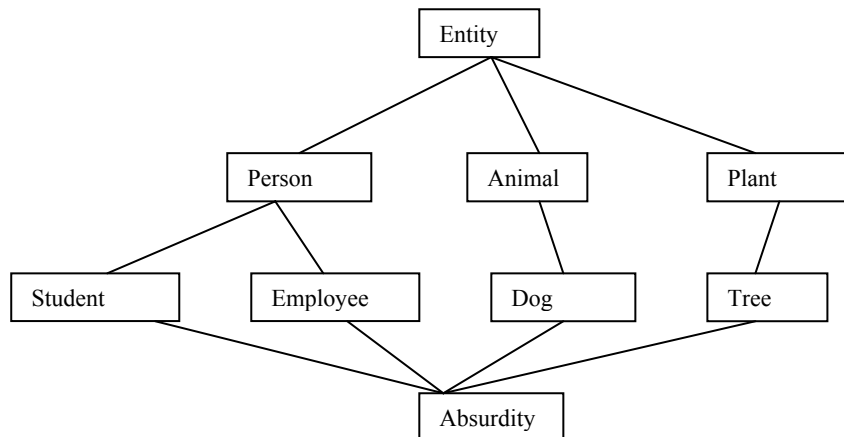 Entity
Person
Animal
Plant
Student
Employee
Dog
Tree
Absurdity